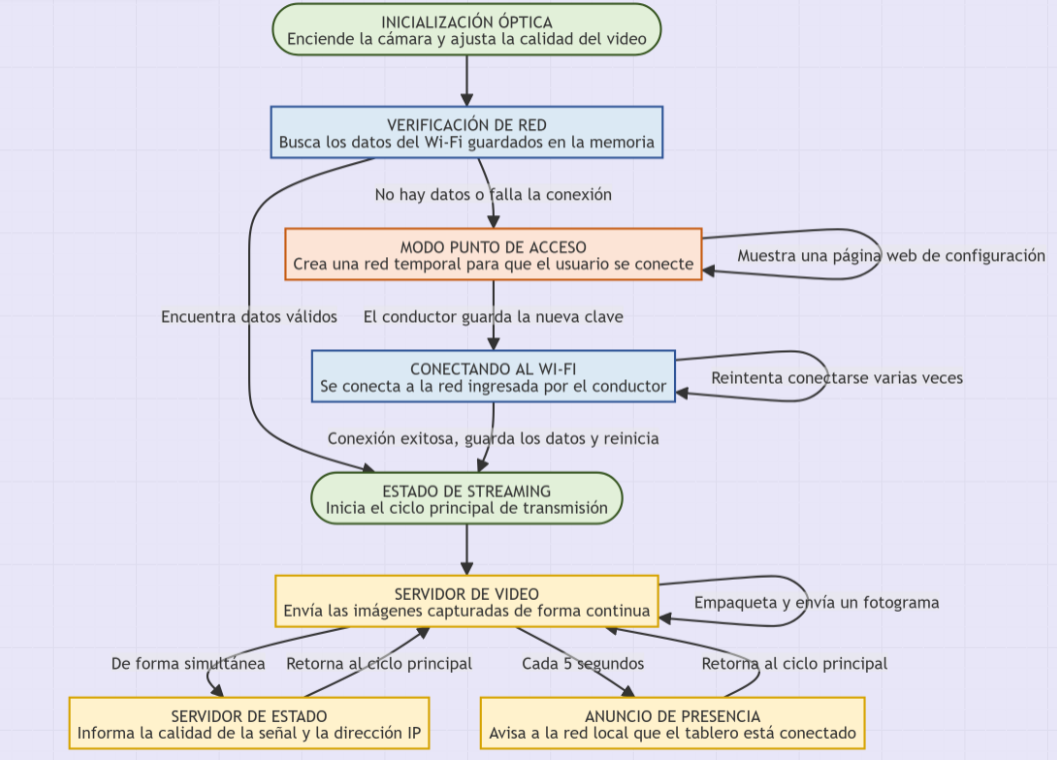 INICIALIZACIÓN ÓPTICA
Enciende la cámara y ajusta la calidad del video
VERIFICACIÓN DE RED
Busca los datos del Wi-Fi guardados en la memoria
No hay datos o falla la conexión
MODO PUNTO DE ACCESO
Crea una red temporal para que el usuario se conecte
Muestra una página web de configuración
Encuentra datos válidos
El conductor guarda la nueva clave
CONECTANDO AL WI-FI
Se conecta a la red ingresada por el conductor
Reintenta conectarse varias veces
Conexión exitosa, guarda los datos y reinicia
ESTADO DE STREAMING
Inicia el ciclo principal de transmisión
SERVIDOR DE VIDEO
Envía las imágenes capturadas de forma continua
Empaqueta y envía un fotograma
De forma simultánea
Retorna al ciclo principal
Cada 5 segundos
Retorna al ciclo principal
SERVIDOR DE ESTADO
Informa la calidad de la señal y la dirección IP
ANUNCIO DE PRESENCIA
Avisa a la red local que el tablero está conectado